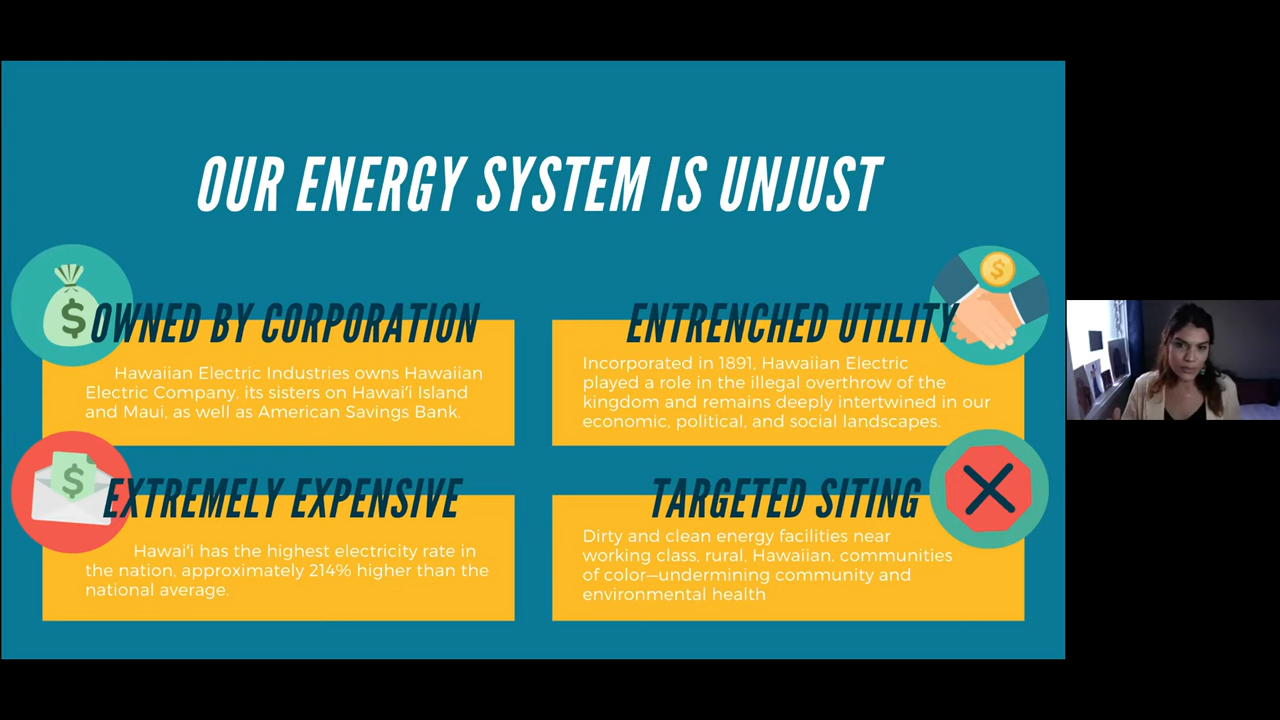 OUR ENERGY SYSTEM IS UNJUST
$
OWNED BY CORPORATION
Hawaiian Electric Industries owns Hawaiian
Electric Company, its sisters on Hawai'i Island
and Maui, as well as American Savings Bank.
$
ENTRENCHED UTILITY
Incorporated in 1891, Hawaiian Electric
played a role in the illegal overthrow of the
kingdom and remains deeply intertwined in our
economic, political, and social landscapes.
$
EXTREMELY EXPENSIVE
Hawai'i has the highest electricity rate in
the nation, approximately 214% higher than the
national average.
TARGETED SITING
Dirty and clean energy facilities near
working class, rural, Hawaiian, communities
of color—undermining community and
environmental health